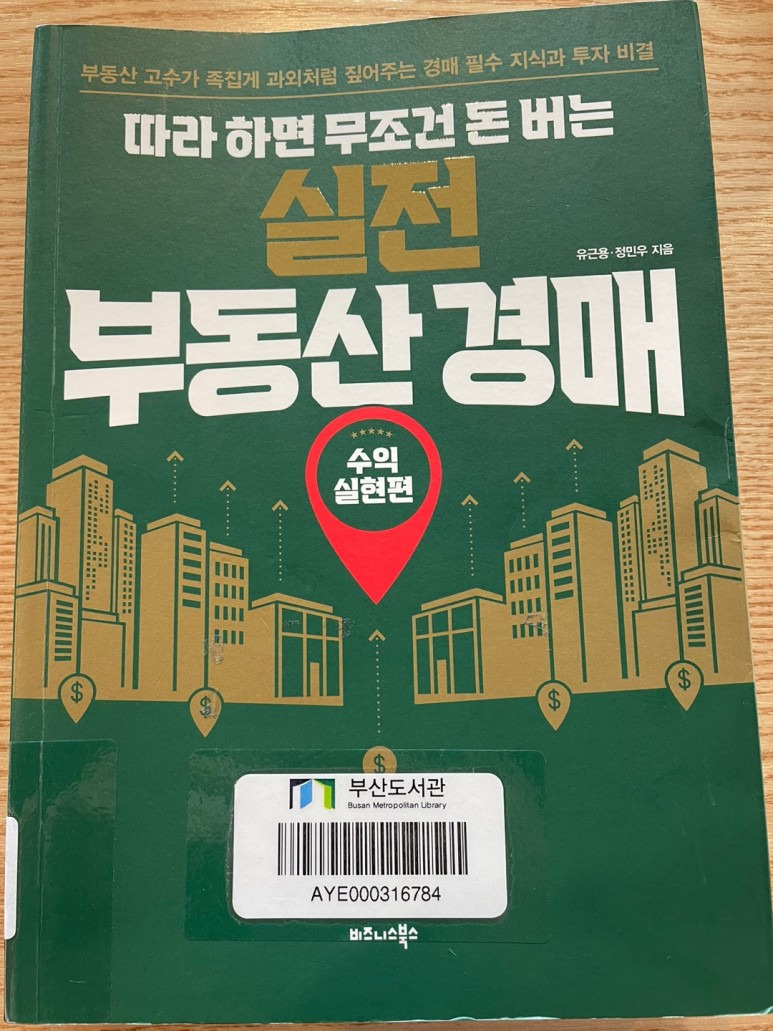 부동산 고수가 족집게 과외처럼 짚어주는 경매 필수 지식과 투자 비결
따라 하면 무조건 돈 버는
실전
유근용·정민우 지음
부동산 경매
수익
실현편
$ $ $ $
$
부산도서관
Busan Metropolitan Library
AYE000316784
비즈니스북스